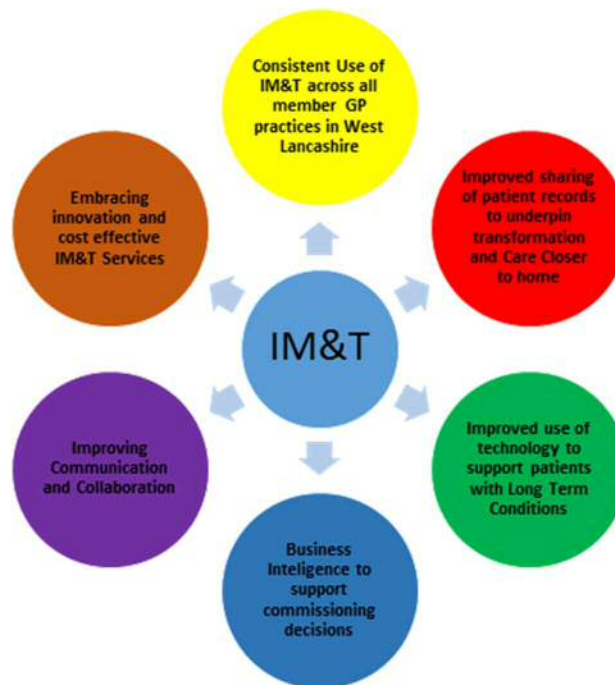 Consistent Use of
IM&T across all
member GP
practices in West
Lancashire
Improved sharing
of patient records
to underpin
transformation
and Care Closer
to home
Improved use of
technology to
support patients
with Long Term
Conditions
Business
Inteligence to
support
commissioning
decisions
Improving
Communication
and Collaboration
Embracing
innovation and
cost effective
IM&T Services
IM&T